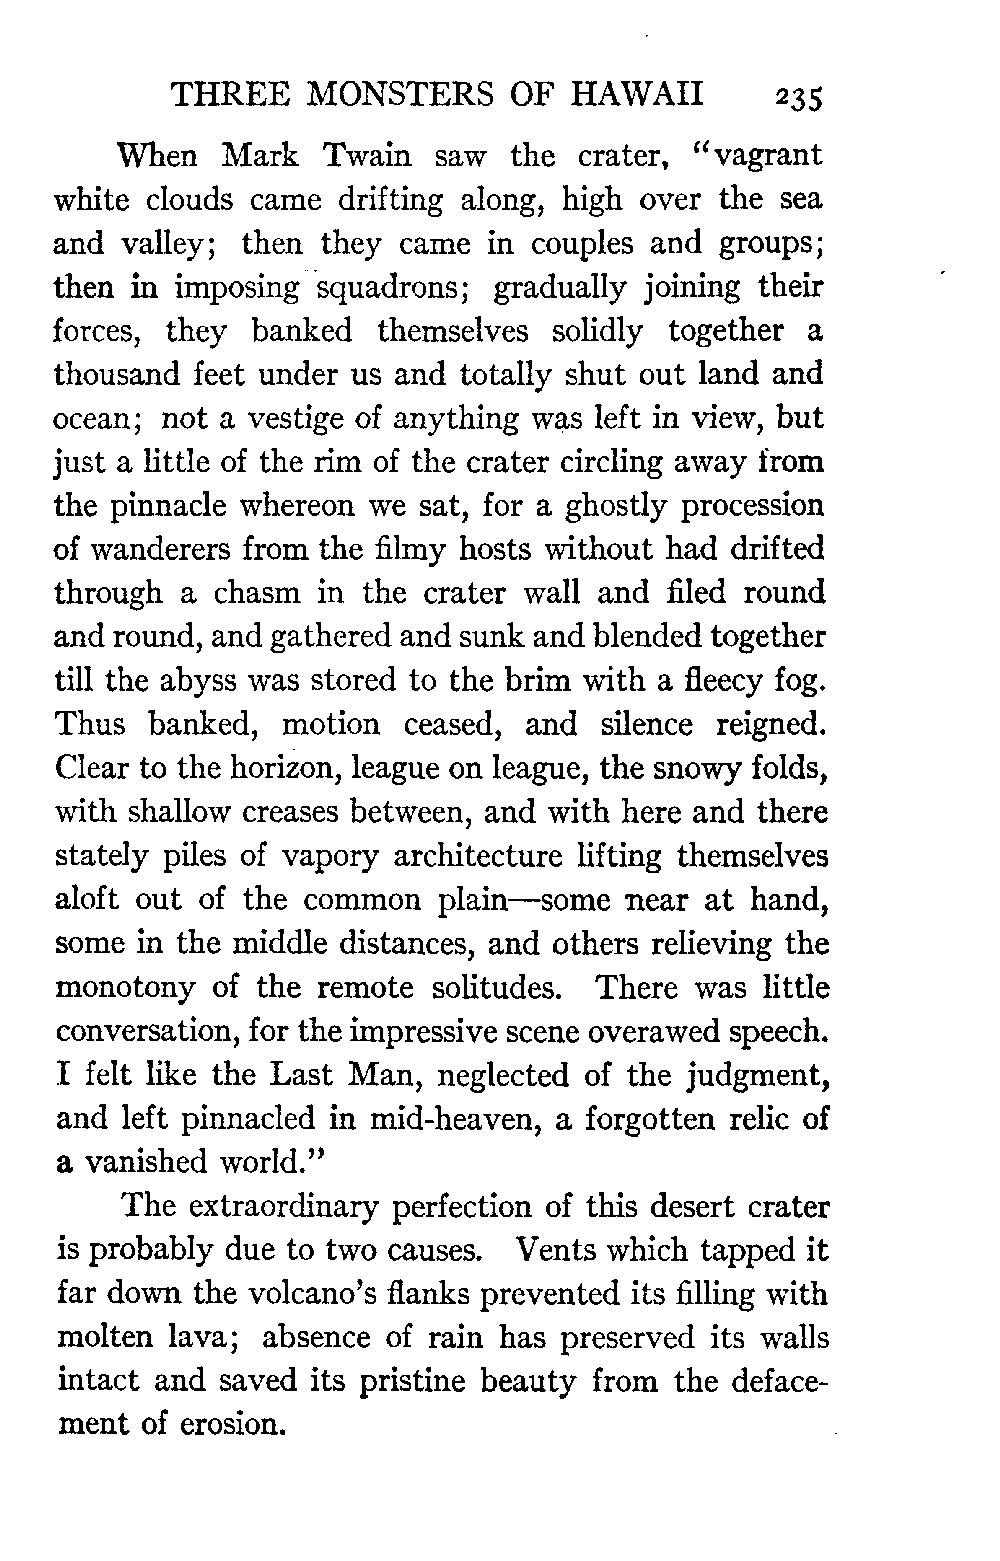 THREE MONSTERS OF HAWAII 235
When Mark Twain saw the crater, "vagrant
white clouds came drifting along, high over the sea
and valley; then they came in couples and groups;
then in imposing squadrons; gradually joining their
forces, they banked themselves solidly together a
thousand feet under us and totally shut out land and
ocean; not a vestige of anything was left in view, but
just a little of the rim of the crater circling away from
the pinnacle whereon we sat, for a ghostly procession
of wanderers from the filmy hosts without had drifted
through a chasm in the crater wall and filed round
and round, and gathered and sunk and blended together
till the abyss was stored to the brim with a fleecy fog.
Thus banked, motion ceased, and silence reigned.
Clear to the horizon, league on league, the snowy folds,
with shallow creases between, and with here and there
stately piles of vapory architecture lifting themselves
aloft out of the common plain—some near at hand,
some in the middle distances, and others relieving the
monotony of the remote solitudes. There was little
conversation, for the impressive scene overawed speech.
I felt like the Last Man, neglected of the judgment,
and left pinnacled in mid-heaven, a forgotten relic of
a vanished world."
The extraordinary perfection of this desert crater
is probably due to two causes. Vents which tapped it
far down the volcano's flanks prevented its filling with
molten lava; absence of rain has preserved its walls
intact and saved its pristine beauty from the deface-
ment of erosion.